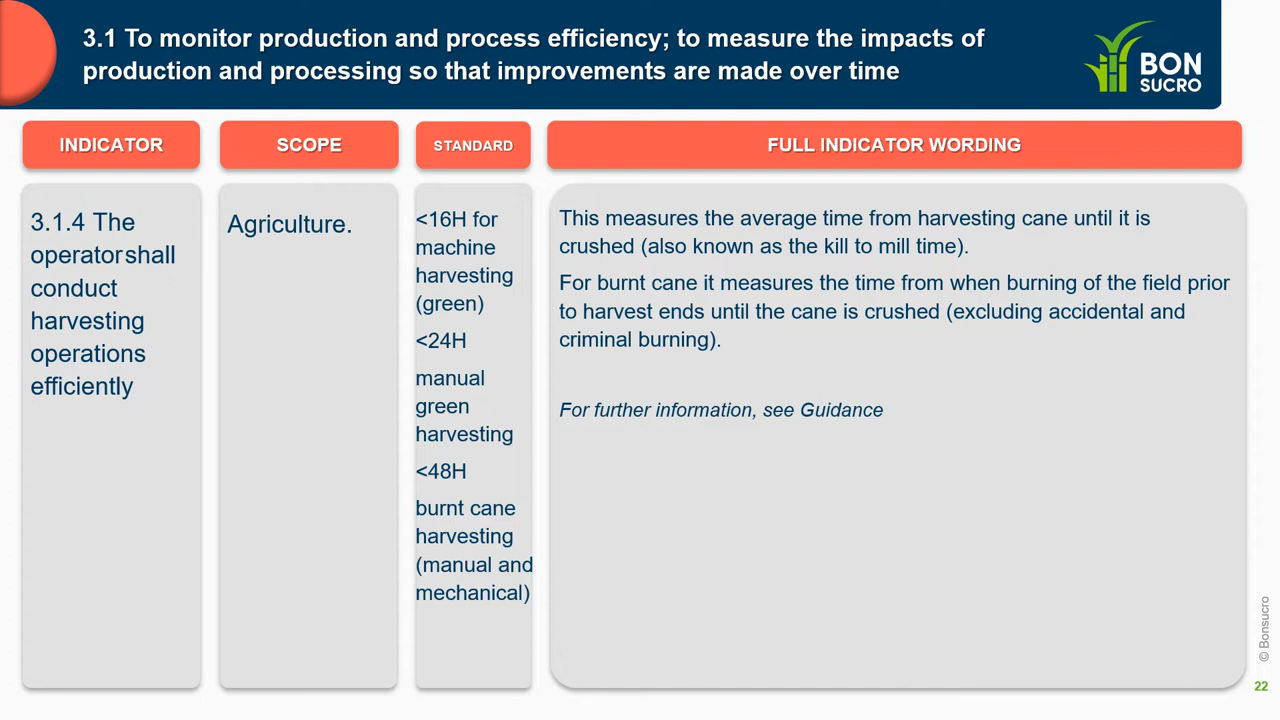 3.1 To monitor production and process efficiency; to measure the impacts of
production and processing so that improvements are made over time
BON
SUCRO
INDICATOR
SCOPE
STANDARD
FULL INDICATOR WORDING
3.1.4 The
operator shall
conduct
harvesting
operations
efficiently
Agriculture.
<16H for
machine
harvesting
(green)
<24H
manual
green
harvesting
<48H
burnt cane
harvesting
(manual and
mechanical)
This measures the average time from harvesting cane until it is
crushed (also known as the kill to mill time).
For burnt cane it measures the time from when burning of the field prior
to harvest ends until the cane is crushed (excluding accidental and
criminal burning).
For further information, see Guidance
© Bonsucro
22